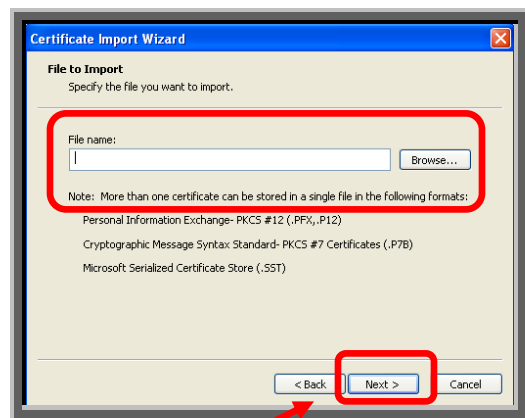 Certificate Import Wizard
File to Import
Specify the file you want to import.
File name:
Browse...
Note: More than one certificate can be stored in a single file in the following formats:
Personal Information Exchange- PKCS #12 (.PFX,.P12)
Cryptographic Message Syntax Standard- PKCS #7 Certificates (.P7B)
Microsoft Serialized Certificate Store (.SST)
< Back Next > Cancel